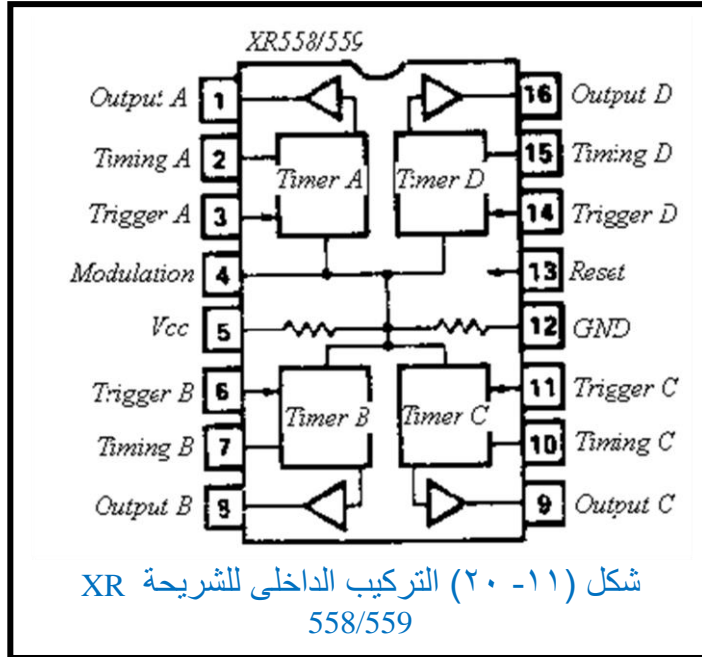 XR558/559
Output A 1
16 Output D
Timing A 2
15 Timing D
Timer A
Timer D
Trigger A 3
14 Trigger D
Modulation 4
13 Reset
Vcc 5
12 GND
Trigger B 6
11 Trigger C
Timer B
Timer C
Timing B 7
10 Timing C
Output B 8
9 Output C
شكل (١١- ٢٠) التركيب الداخلى للشريحة XR
558/559